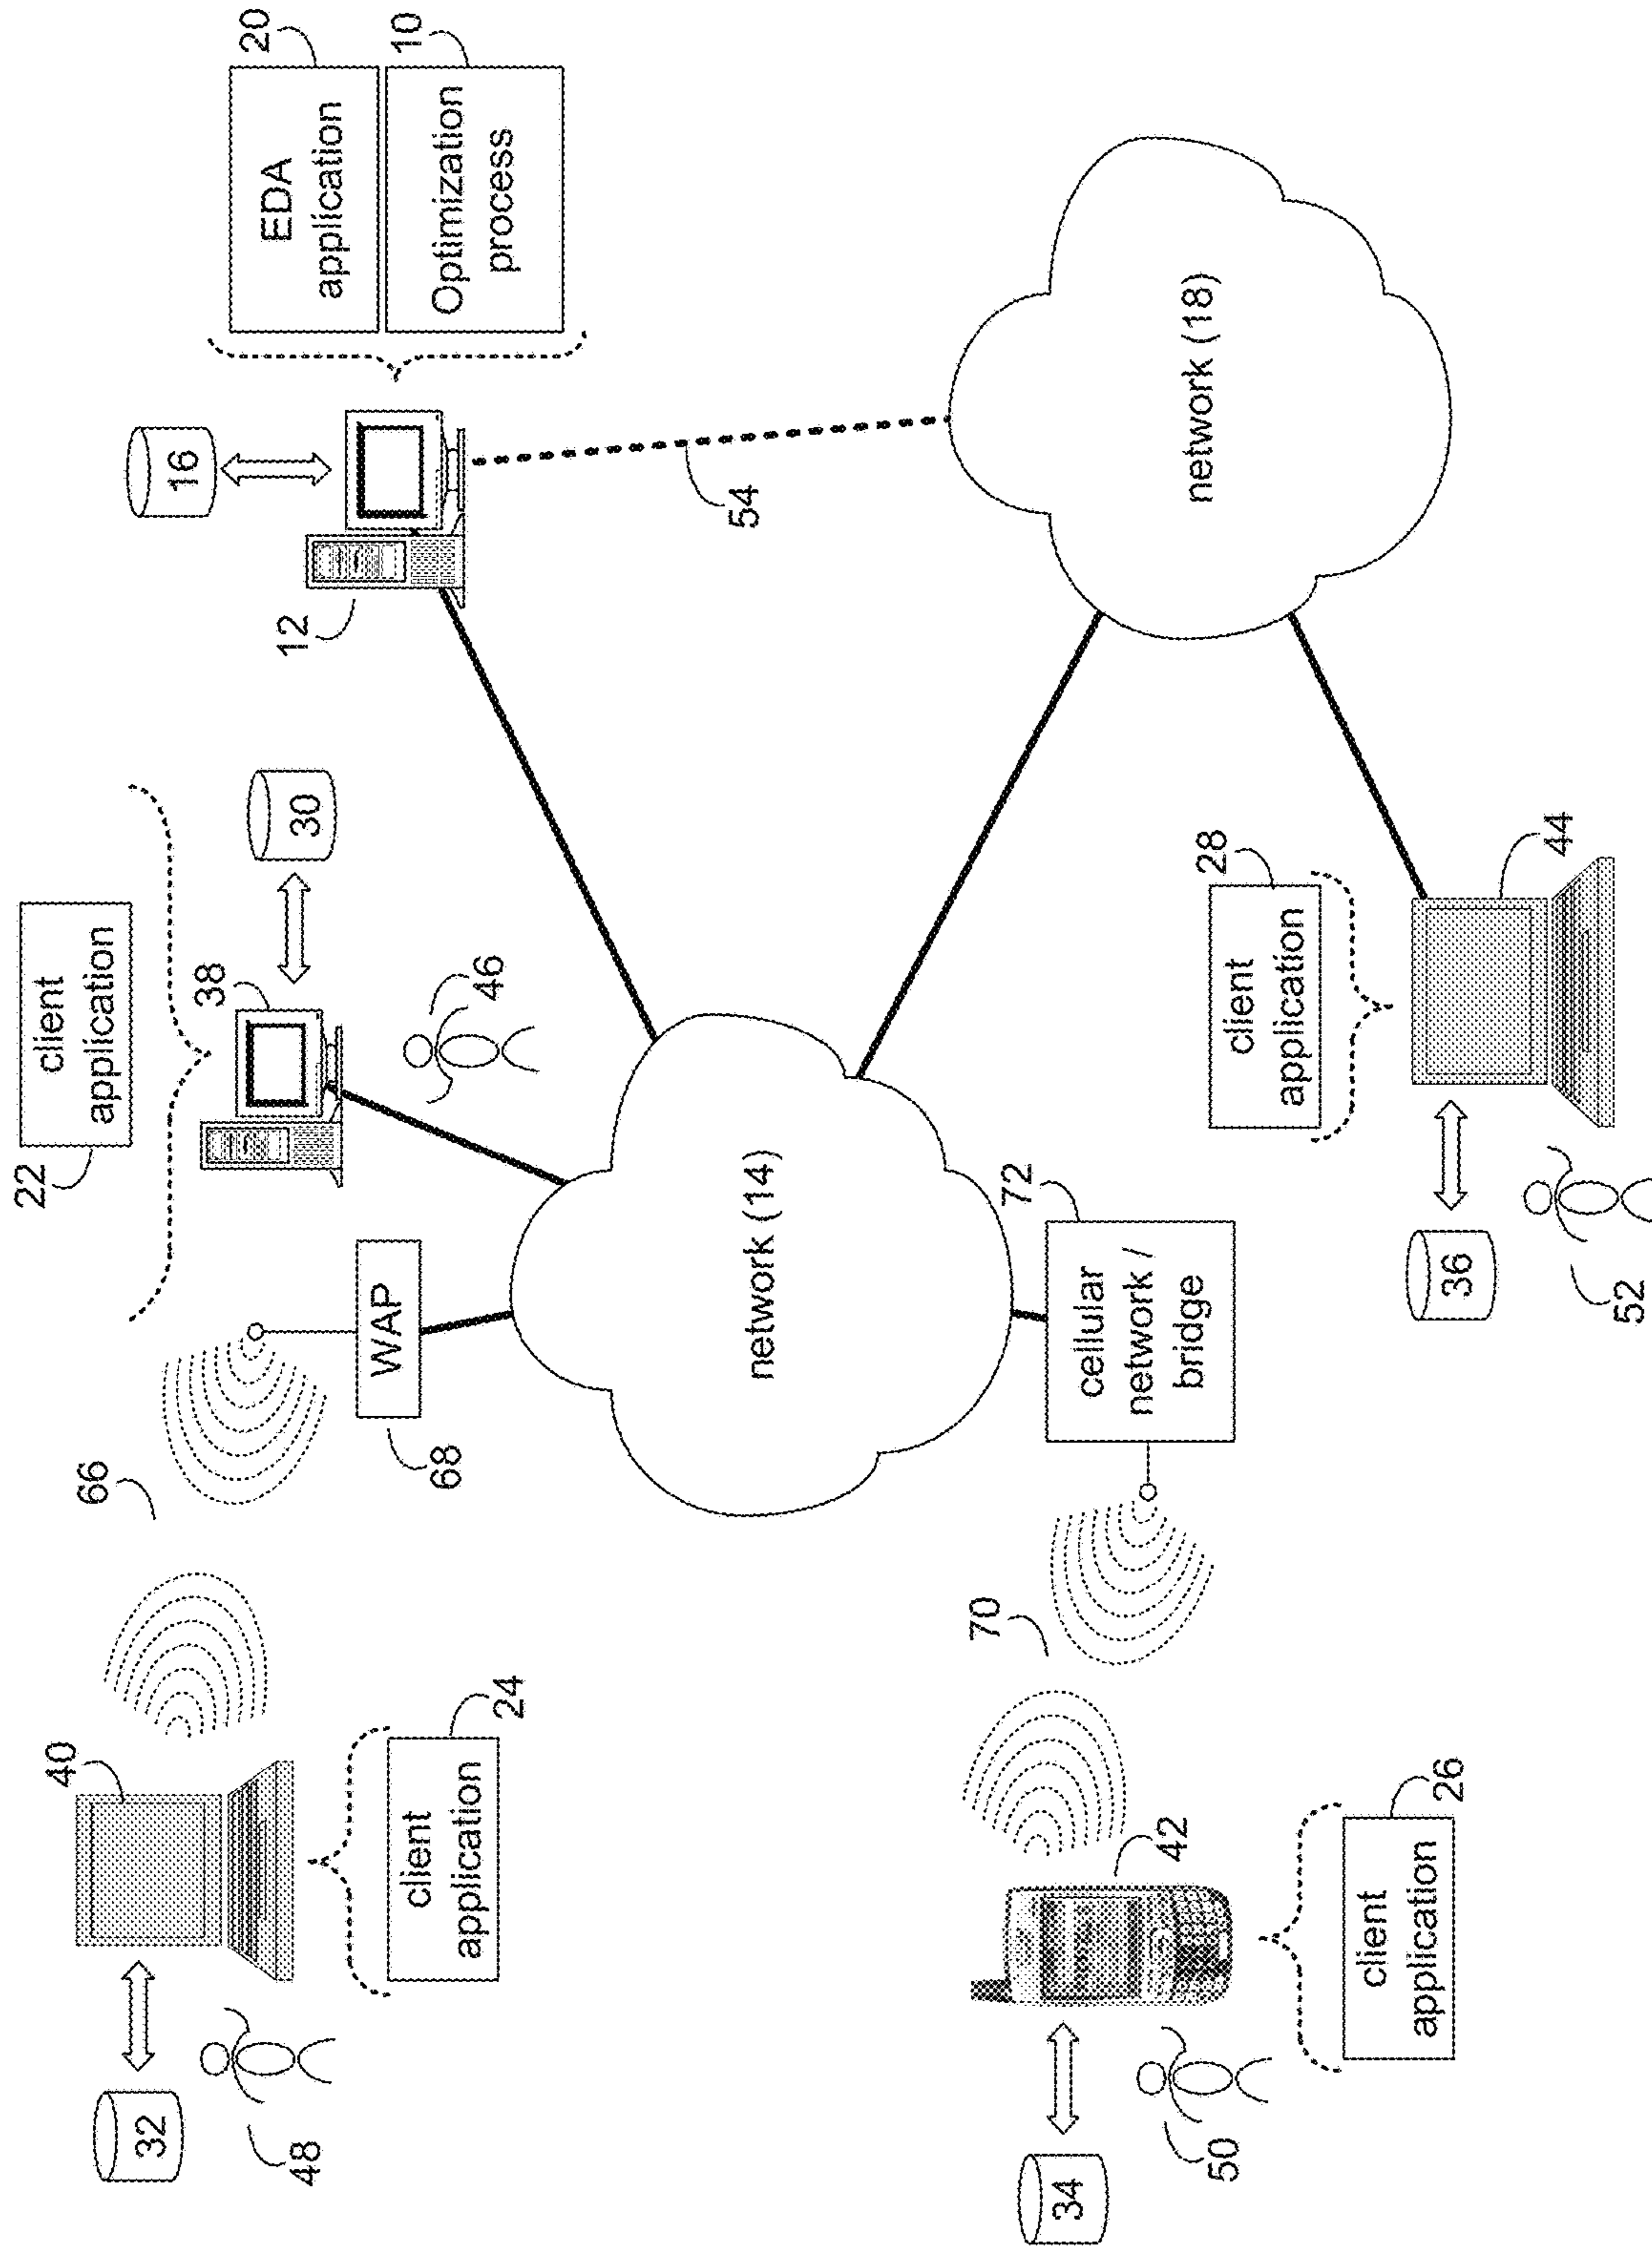 40
32
48
client
application
24
66
WAP
68
22
client
application
38
30
46
16
12
EDA
application
20
Optimization
process
10
54
network (14)
network (18)
34
50
42
70
client
application
26
cellular
network /
bridge
72
client
application
28
44
36
52